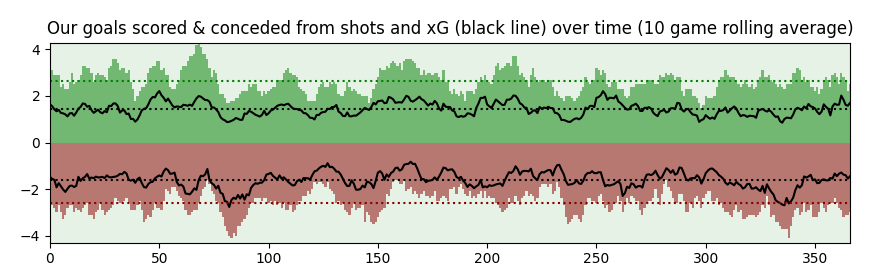 Our goals scored & conceded from shots and xG (black line) over time (10 game rolling average)
4
2
0
−2
−4
0 50 100 150 200 250 300 350